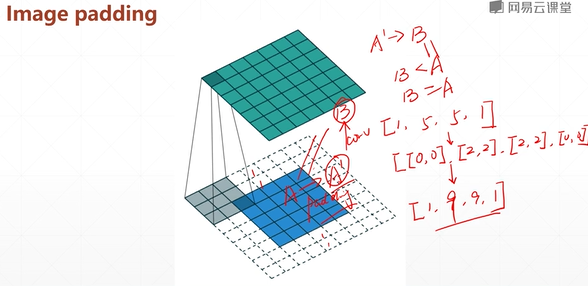 Image padding
网易云课堂
A' → B
B < A
B = A
B
conv
A
A'
padding
[1, 5, 5, 1]
[[0,0], [2,2], [2,2], [0,0]]
[1, 9, 9, 1]